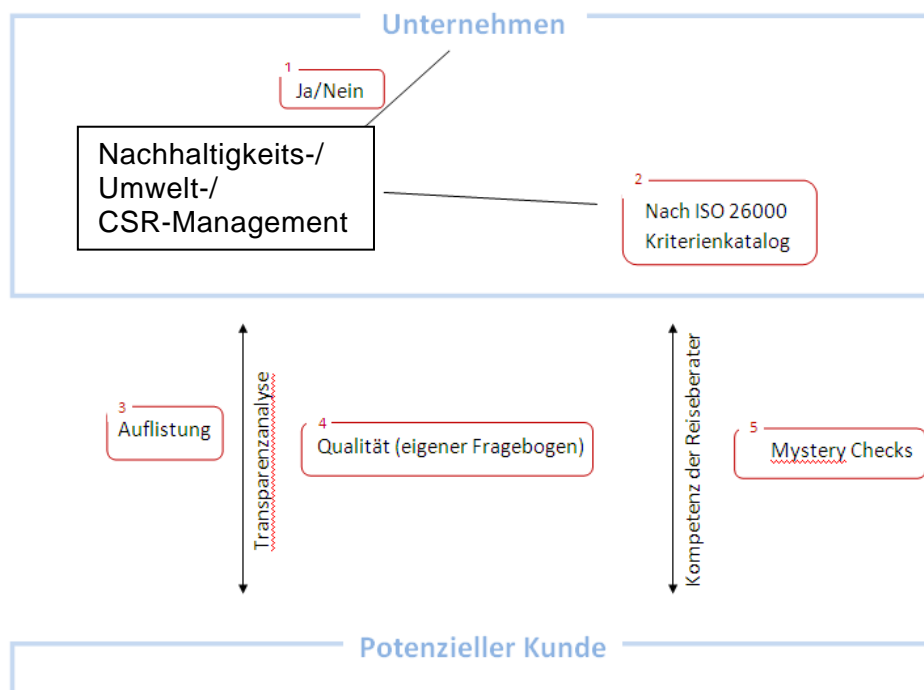 Unternehmen
1
Ja/Nein
Nachhaltigkeits-/
Umwelt-/
CSR-Management
2
Nach ISO 26000
Kriterienkatalog
3
Auflistung
Transparenzanalyse
4
Qualität (eigener Fragebogen)
Kompetenz der Reiseberater
5
Mystery Checks
Potenzieller Kunde